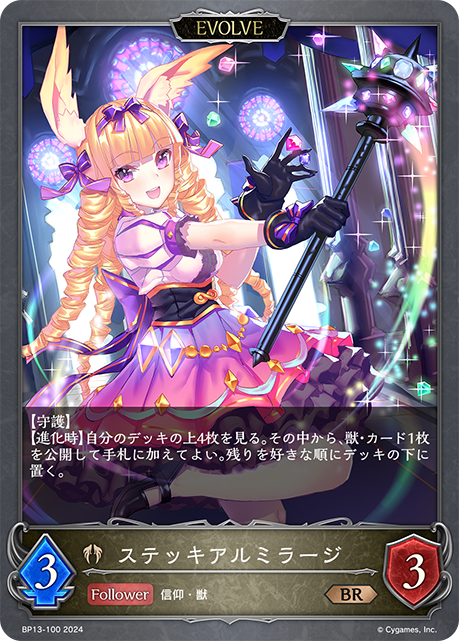 EVOLVE
【守護】
【進化時】自分のデッキの上4枚を見る。その中から、獣・カード1枚
を公開して手札に加えてよい。残りを好きな順にデッキの下に
置く。
3
ステッキアルミラージ
3
Follower 信仰・獣
BR
BP13-100 2024
© Cygames, Inc.